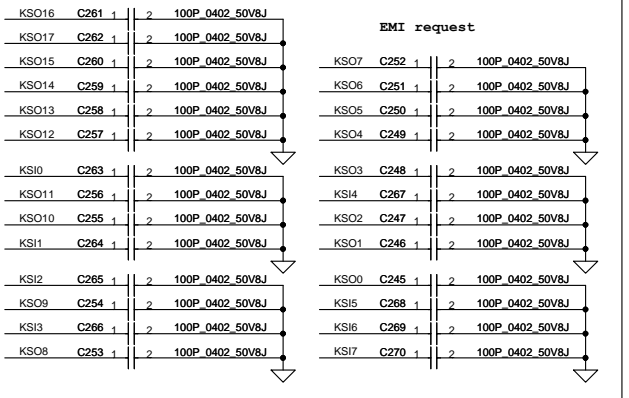 KSO16 C261 1 2 100P_0402_50V8J
KSO17 C262 1 2 100P_0402_50V8J
KSO15 C260 1 2 100P_0402_50V8J
KSO14 C259 1 2 100P_0402_50V8J
KSO13 C258 1 2 100P_0402_50V8J
KSO12 C257 1 2 100P_0402_50V8J
KSI0 C263 1 2 100P_0402_50V8J
KSO11 C256 1 2 100P_0402_50V8J
KSO10 C255 1 2 100P_0402_50V8J
KSI1 C264 1 2 100P_0402_50V8J
KSI2 C265 1 2 100P_0402_50V8J
KSO9 C254 1 2 100P_0402_50V8J
KSI3 C266 1 2 100P_0402_50V8J
KSO8 C253 1 2 100P_0402_50V8J
EMI request
KSO7 C252 1 2 100P_0402_50V8J
KSO6 C251 1 2 100P_0402_50V8J
KSO5 C250 1 2 100P_0402_50V8J
KSO4 C249 1 2 100P_0402_50V8J
KSO3 C248 1 2 100P_0402_50V8J
KSI4 C267 1 2 100P_0402_50V8J
KSO2 C247 1 2 100P_0402_50V8J
KSO1 C246 1 2 100P_0402_50V8J
KSO0 C245 1 2 100P_0402_50V8J
KSI5 C268 1 2 100P_0402_50V8J
KSI6 C269 1 2 100P_0402_50V8J
KSI7 C270 1 2 100P_0402_50V8J